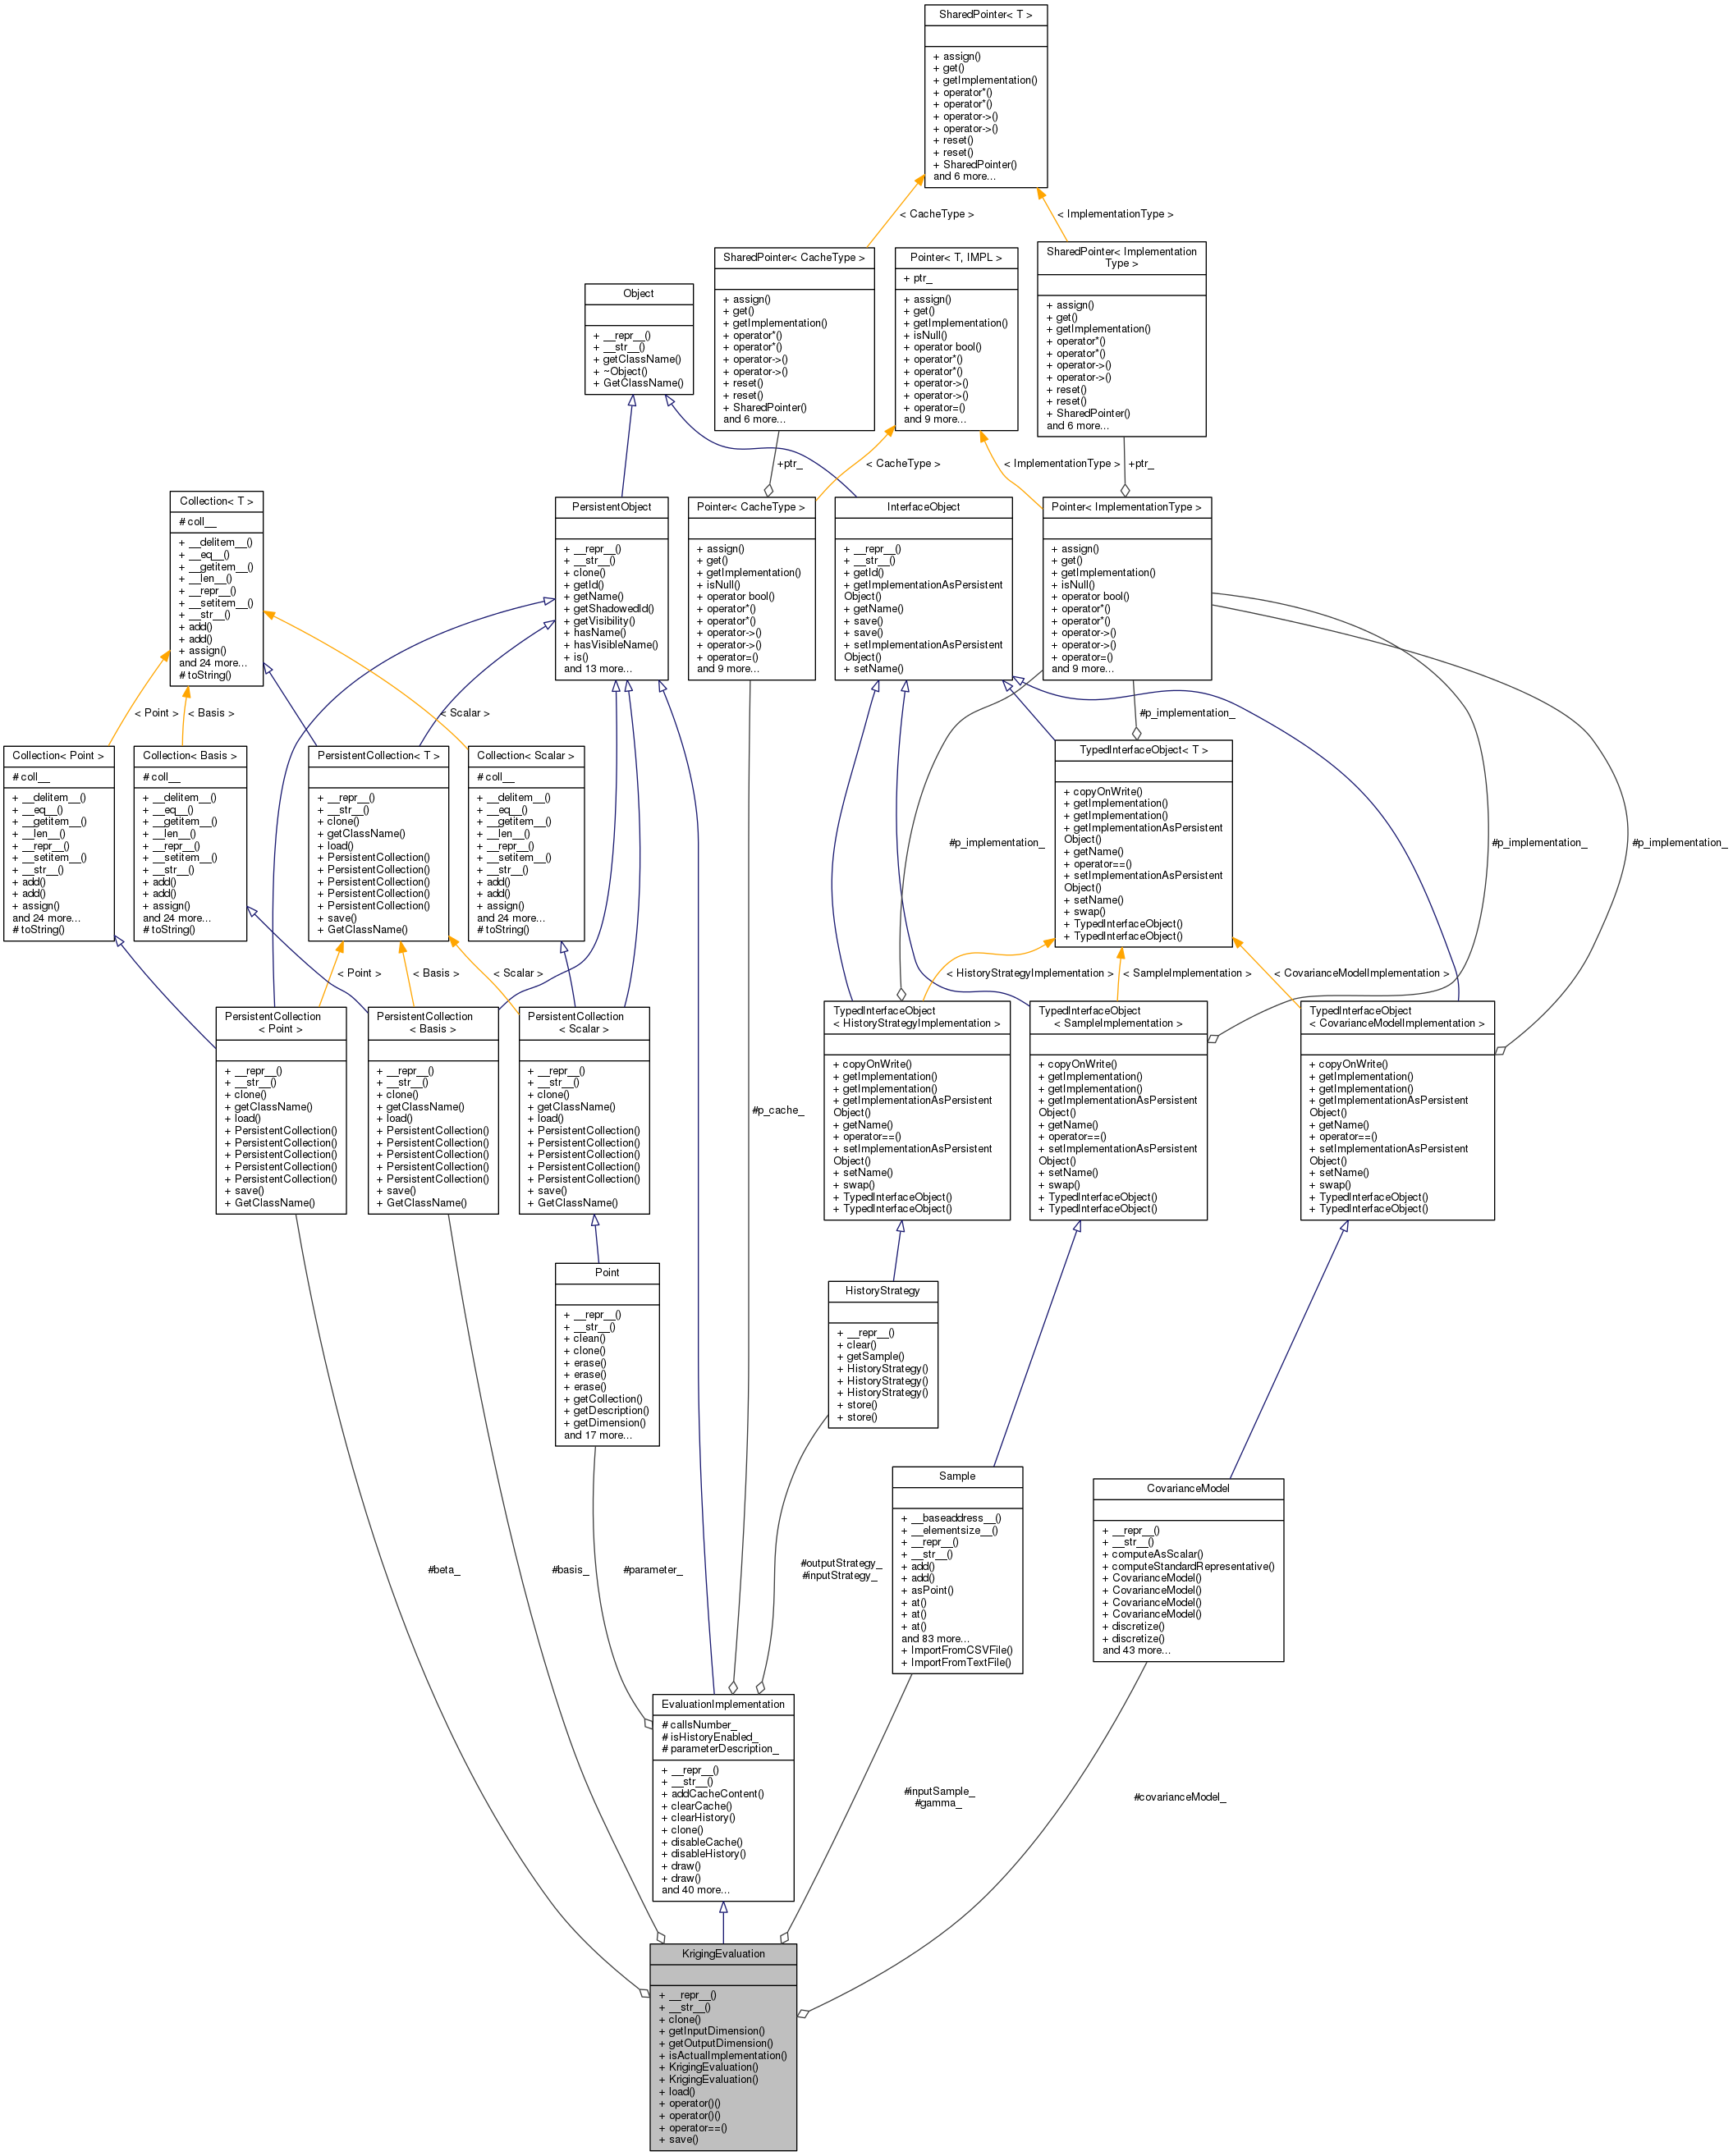 SharedPointer< T >
+ assign()
+ get()
+ getImplementation()
+ operator*()
+ operator*()
+ operator->()
+ operator->()
+ reset()
+ reset()
+ SharedPointer()
and 6 more...
< CacheType >
< ImplementationType >
SharedPointer< CacheType >
+ assign()
+ get()
+ getImplementation()
+ operator*()
+ operator*()
+ operator->()
+ operator->()
+ reset()
+ reset()
+ SharedPointer()
and 6 more...
Pointer< T, IMPL >
+ ptr_
+ assign()
+ get()
+ getImplementation()
+ isNull()
+ operator bool()
+ operator*()
+ operator*()
+ operator->()
+ operator->()
+ operator=()
and 9 more...
SharedPointer< Implementation
Type >
+ assign()
+ get()
+ getImplementation()
+ operator*()
+ operator*()
+ operator->()
+ operator->()
+ reset()
+ reset()
+ SharedPointer()
and 6 more...
Object
+ __repr__()
+ __str__()
+ getClassName()
+ ~Object()
+ GetClassName()
+ptr_
< CacheType >
< ImplementationType >
+ptr_
Collection< T >
# coll__
+ __delitem__()
+ __eq__()
+ __getitem__()
+ __len__()
+ __repr__()
+ __setitem__()
+ __str__()
+ add()
+ add()
+ assign()
and 24 more...
# toString()
PersistentObject
+ __repr__()
+ __str__()
+ clone()
+ getId()
+ getName()
+ getShadowedId()
+ getVisibility()
+ hasName()
+ hasVisibleName()
+ is()
and 13 more...
Pointer< CacheType >
+ assign()
+ get()
+ getImplementation()
+ isNull()
+ operator bool()
+ operator*()
+ operator*()
+ operator->()
+ operator->()
+ operator=()
and 9 more...
InterfaceObject
+ __repr__()
+ __str__()
+ getId()
+ getImplementationAsPersistent
Object()
+ getName()
+ save()
+ save()
+ setImplementationAsPersistent
Object()
+ setName()
Pointer< ImplementationType >
+ assign()
+ get()
+ getImplementation()
+ isNull()
+ operator bool()
+ operator*()
+ operator*()
+ operator->()
+ operator->()
+ operator=()
and 9 more...
< Point >
< Basis >
< Scalar >
#p_implementation_
Collection< Point >
# coll__
+ __delitem__()
+ __eq__()
+ __getitem__()
+ __len__()
+ __repr__()
+ __setitem__()
+ __str__()
+ add()
+ add()
+ assign()
and 24 more...
# toString()
Collection< Basis >
# coll__
+ __delitem__()
+ __eq__()
+ __getitem__()
+ __len__()
+ __repr__()
+ __setitem__()
+ __str__()
+ add()
+ add()
+ assign()
and 24 more...
# toString()
PersistentCollection< T >
+ __repr__()
+ __str__()
+ clone()
+ getClassName()
+ load()
+ PersistentCollection()
+ PersistentCollection()
+ PersistentCollection()
+ PersistentCollection()
+ PersistentCollection()
+ save()
+ GetClassName()
Collection< Scalar >
# coll__
+ __delitem__()
+ __eq__()
+ __getitem__()
+ __len__()
+ __repr__()
+ __setitem__()
+ __str__()
+ add()
+ add()
+ assign()
and 24 more...
# toString()
TypedInterfaceObject< T >
+ copyOnWrite()
+ getImplementation()
+ getImplementation()
+ getImplementationAsPersistent
Object()
+ getName()
+ operator==()
+ setImplementationAsPersistent
Object()
+ setName()
+ swap()
+ TypedInterfaceObject()
+ TypedInterfaceObject()
#p_implementation_
#p_implementation_
#p_implementation_
< Point >
< Basis >
< Scalar >
< HistoryStrategyImplementation >
< SampleImplementation >
< CovarianceModelImplementation >
PersistentCollection
< Point >
+ __repr__()
+ __str__()
+ clone()
+ getClassName()
+ load()
+ PersistentCollection()
+ PersistentCollection()
+ PersistentCollection()
+ PersistentCollection()
+ PersistentCollection()
+ save()
+ GetClassName()
PersistentCollection
< Basis >
+ __repr__()
+ __str__()
+ clone()
+ getClassName()
+ load()
+ PersistentCollection()
+ PersistentCollection()
+ PersistentCollection()
+ PersistentCollection()
+ PersistentCollection()
+ save()
+ GetClassName()
PersistentCollection
< Scalar >
+ __repr__()
+ __str__()
+ clone()
+ getClassName()
+ load()
+ PersistentCollection()
+ PersistentCollection()
+ PersistentCollection()
+ PersistentCollection()
+ PersistentCollection()
+ save()
+ GetClassName()
#p_cache_
TypedInterfaceObject
< HistoryStrategyImplementation >
+ copyOnWrite()
+ getImplementation()
+ getImplementation()
+ getImplementationAsPersistent
Object()
+ getName()
+ operator==()
+ setImplementationAsPersistent
Object()
+ setName()
+ swap()
+ TypedInterfaceObject()
+ TypedInterfaceObject()
TypedInterfaceObject
< SampleImplementation >
+ copyOnWrite()
+ getImplementation()
+ getImplementation()
+ getImplementationAsPersistent
Object()
+ getName()
+ operator==()
+ setImplementationAsPersistent
Object()
+ setName()
+ swap()
+ TypedInterfaceObject()
+ TypedInterfaceObject()
TypedInterfaceObject
< CovarianceModelImplementation >
+ copyOnWrite()
+ getImplementation()
+ getImplementation()
+ getImplementationAsPersistent
Object()
+ getName()
+ operator==()
+ setImplementationAsPersistent
Object()
+ setName()
+ swap()
+ TypedInterfaceObject()
+ TypedInterfaceObject()
Point
+ __repr__()
+ __str__()
+ clean()
+ clone()
+ erase()
+ erase()
+ erase()
+ getCollection()
+ getDescription()
+ getDimension()
and 17 more...
HistoryStrategy
+ __repr__()
+ clear()
+ getSample()
+ HistoryStrategy()
+ HistoryStrategy()
+ HistoryStrategy()
+ store()
+ store()
Sample
+ __baseaddress__()
+ __elementsize__()
+ __repr__()
+ __str__()
+ add()
+ add()
+ asPoint()
+ at()
+ at()
+ at()
and 83 more...
+ ImportFromCSVFile()
+ ImportFromTextFile()
CovarianceModel
+ __repr__()
+ __str__()
+ computeAsScalar()
+ computeStandardRepresentative()
+ CovarianceModel()
+ CovarianceModel()
+ CovarianceModel()
+ CovarianceModel()
+ discretize()
+ discretize()
and 43 more...
#beta_
#basis_
#parameter_
#outputStrategy_
#inputStrategy_
EvaluationImplementation
# callsNumber_
# isHistoryEnabled_
# parameterDescription_
+ __repr__()
+ __str__()
+ addCacheContent()
+ clearCache()
+ clearHistory()
+ clone()
+ disableCache()
+ disableHistory()
+ draw()
+ draw()
and 40 more...
#inputSample_
#gamma_
#covarianceModel_
KrigingEvaluation
+ __repr__()
+ __str__()
+ clone()
+ getInputDimension()
+ getOutputDimension()
+ isActualImplementation()
+ KrigingEvaluation()
+ KrigingEvaluation()
+ load()
+ operator()()
+ operator()()
+ operator==()
+ save()